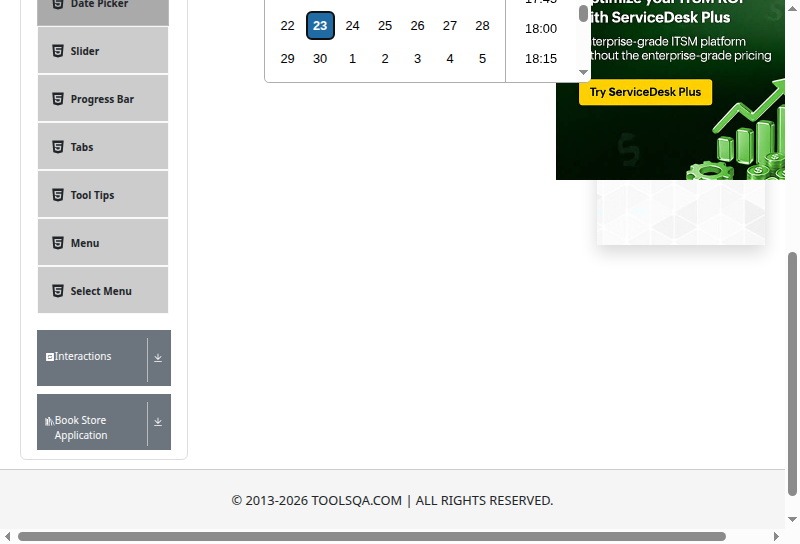 Date Picker
Slider
Progress Bar
Tabs
Tool Tips
Menu
Select Menu
Interactions
Book Store
Application
22 23 24 25 26 27 28
29 30 1 2 3 4 5
17:45
18:00
18:15
with ServiceDesk Plus
enterprise-grade ITSM platform
without the enterprise-grade pricing
Try ServiceDesk Plus
© 2013-2026 TOOLSQA.COM | ALL RIGHTS RESERVED.